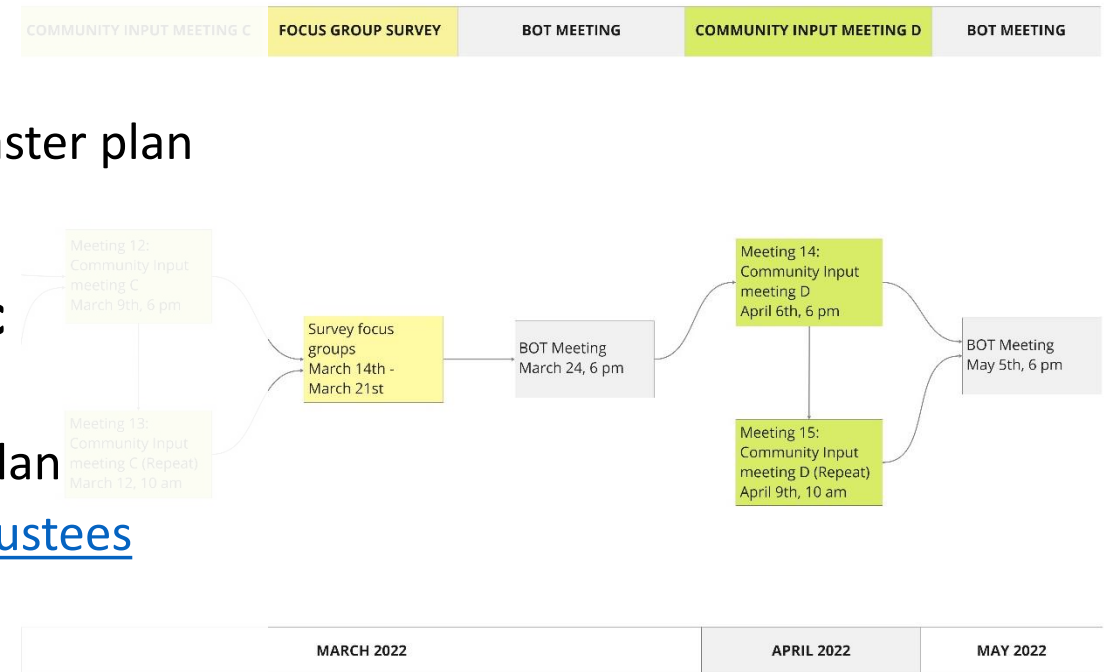 COMMUNITY INPUT MEETING C
FOCUS GROUP SURVEY
BOT MEETING
COMMUNITY INPUT MEETING D
BOT MEETING
aster plan
Meeting 12:
Community Input
meeting C
March 9th, 6 pm
Survey focus
groups
March 14th -
March 21st
BOT Meeting
March 24, 6 pm
Meeting 14:
Community Input
meeting D
April 6th, 6 pm
BOT Meeting
May 5th, 6 pm
Meeting 13:
Community Input
meeting C (Repeat)
March 12, 10 am
Meeting 15:
Community Input
meeting D (Repeat)
April 9th, 10 am
lan
ustees
MARCH 2022
APRIL 2022
MAY 2022